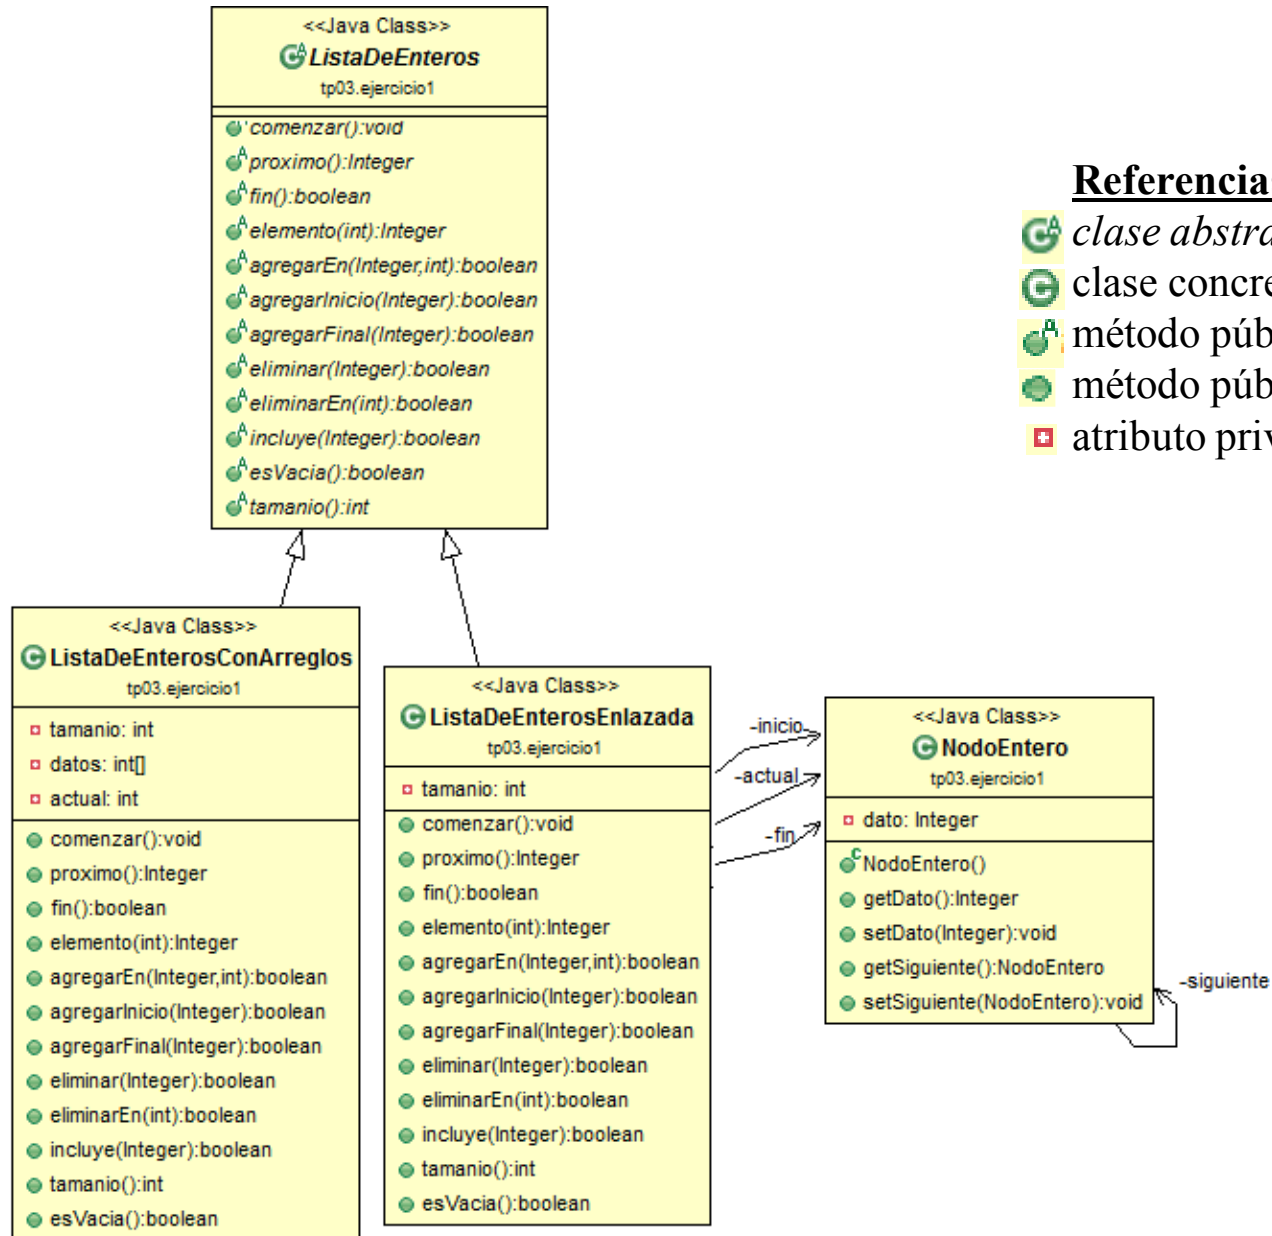 <<Java Class>>
ListaDeEnteros
tp03.ejercicio1
comenzar():void
proximo():Integer
fin():boolean
elemento(int):Integer
agregarEn(Integer,int):boolean
agregarInicio(Integer):boolean
agregarFinal(Integer):boolean
eliminar(Integer):boolean
eliminarEn(int):boolean
incluye(Integer):boolean
esVacia():boolean
tamanio():int
Referencia
clase abstra
clase concre
método púb
método púb
atributo priv
<<Java Class>>
ListaDeEnterosConArreglos
tp03.ejercicio1
tamanio: int
datos: int[]
actual: int
comenzar():void
proximo():Integer
fin():boolean
elemento(int):Integer
agregarEn(Integer,int):boolean
agregarInicio(Integer):boolean
agregarFinal(Integer):boolean
eliminar(Integer):boolean
eliminarEn(int):boolean
incluye(Integer):boolean
tamanio():int
esVacia():boolean
<<Java Class>>
ListaDeEnterosEnlazada
tp03.ejercicio1
tamanio: int
comenzar():void
proximo():Integer
fin():boolean
elemento(int):Integer
agregarEn(Integer,int):boolean
agregarInicio(Integer):boolean
agregarFinal(Integer):boolean
eliminar(Integer):boolean
eliminarEn(int):boolean
incluye(Integer):boolean
tamanio():int
esVacia():boolean
-inicio
-actual
-fin
<<Java Class>>
NodoEntero
tp03.ejercicio1
dato: Integer
NodoEntero()
getDato():Integer
setDato(Integer):void
getSiguiente():NodoEntero
setSiguiente(NodoEntero):void
-siguiente